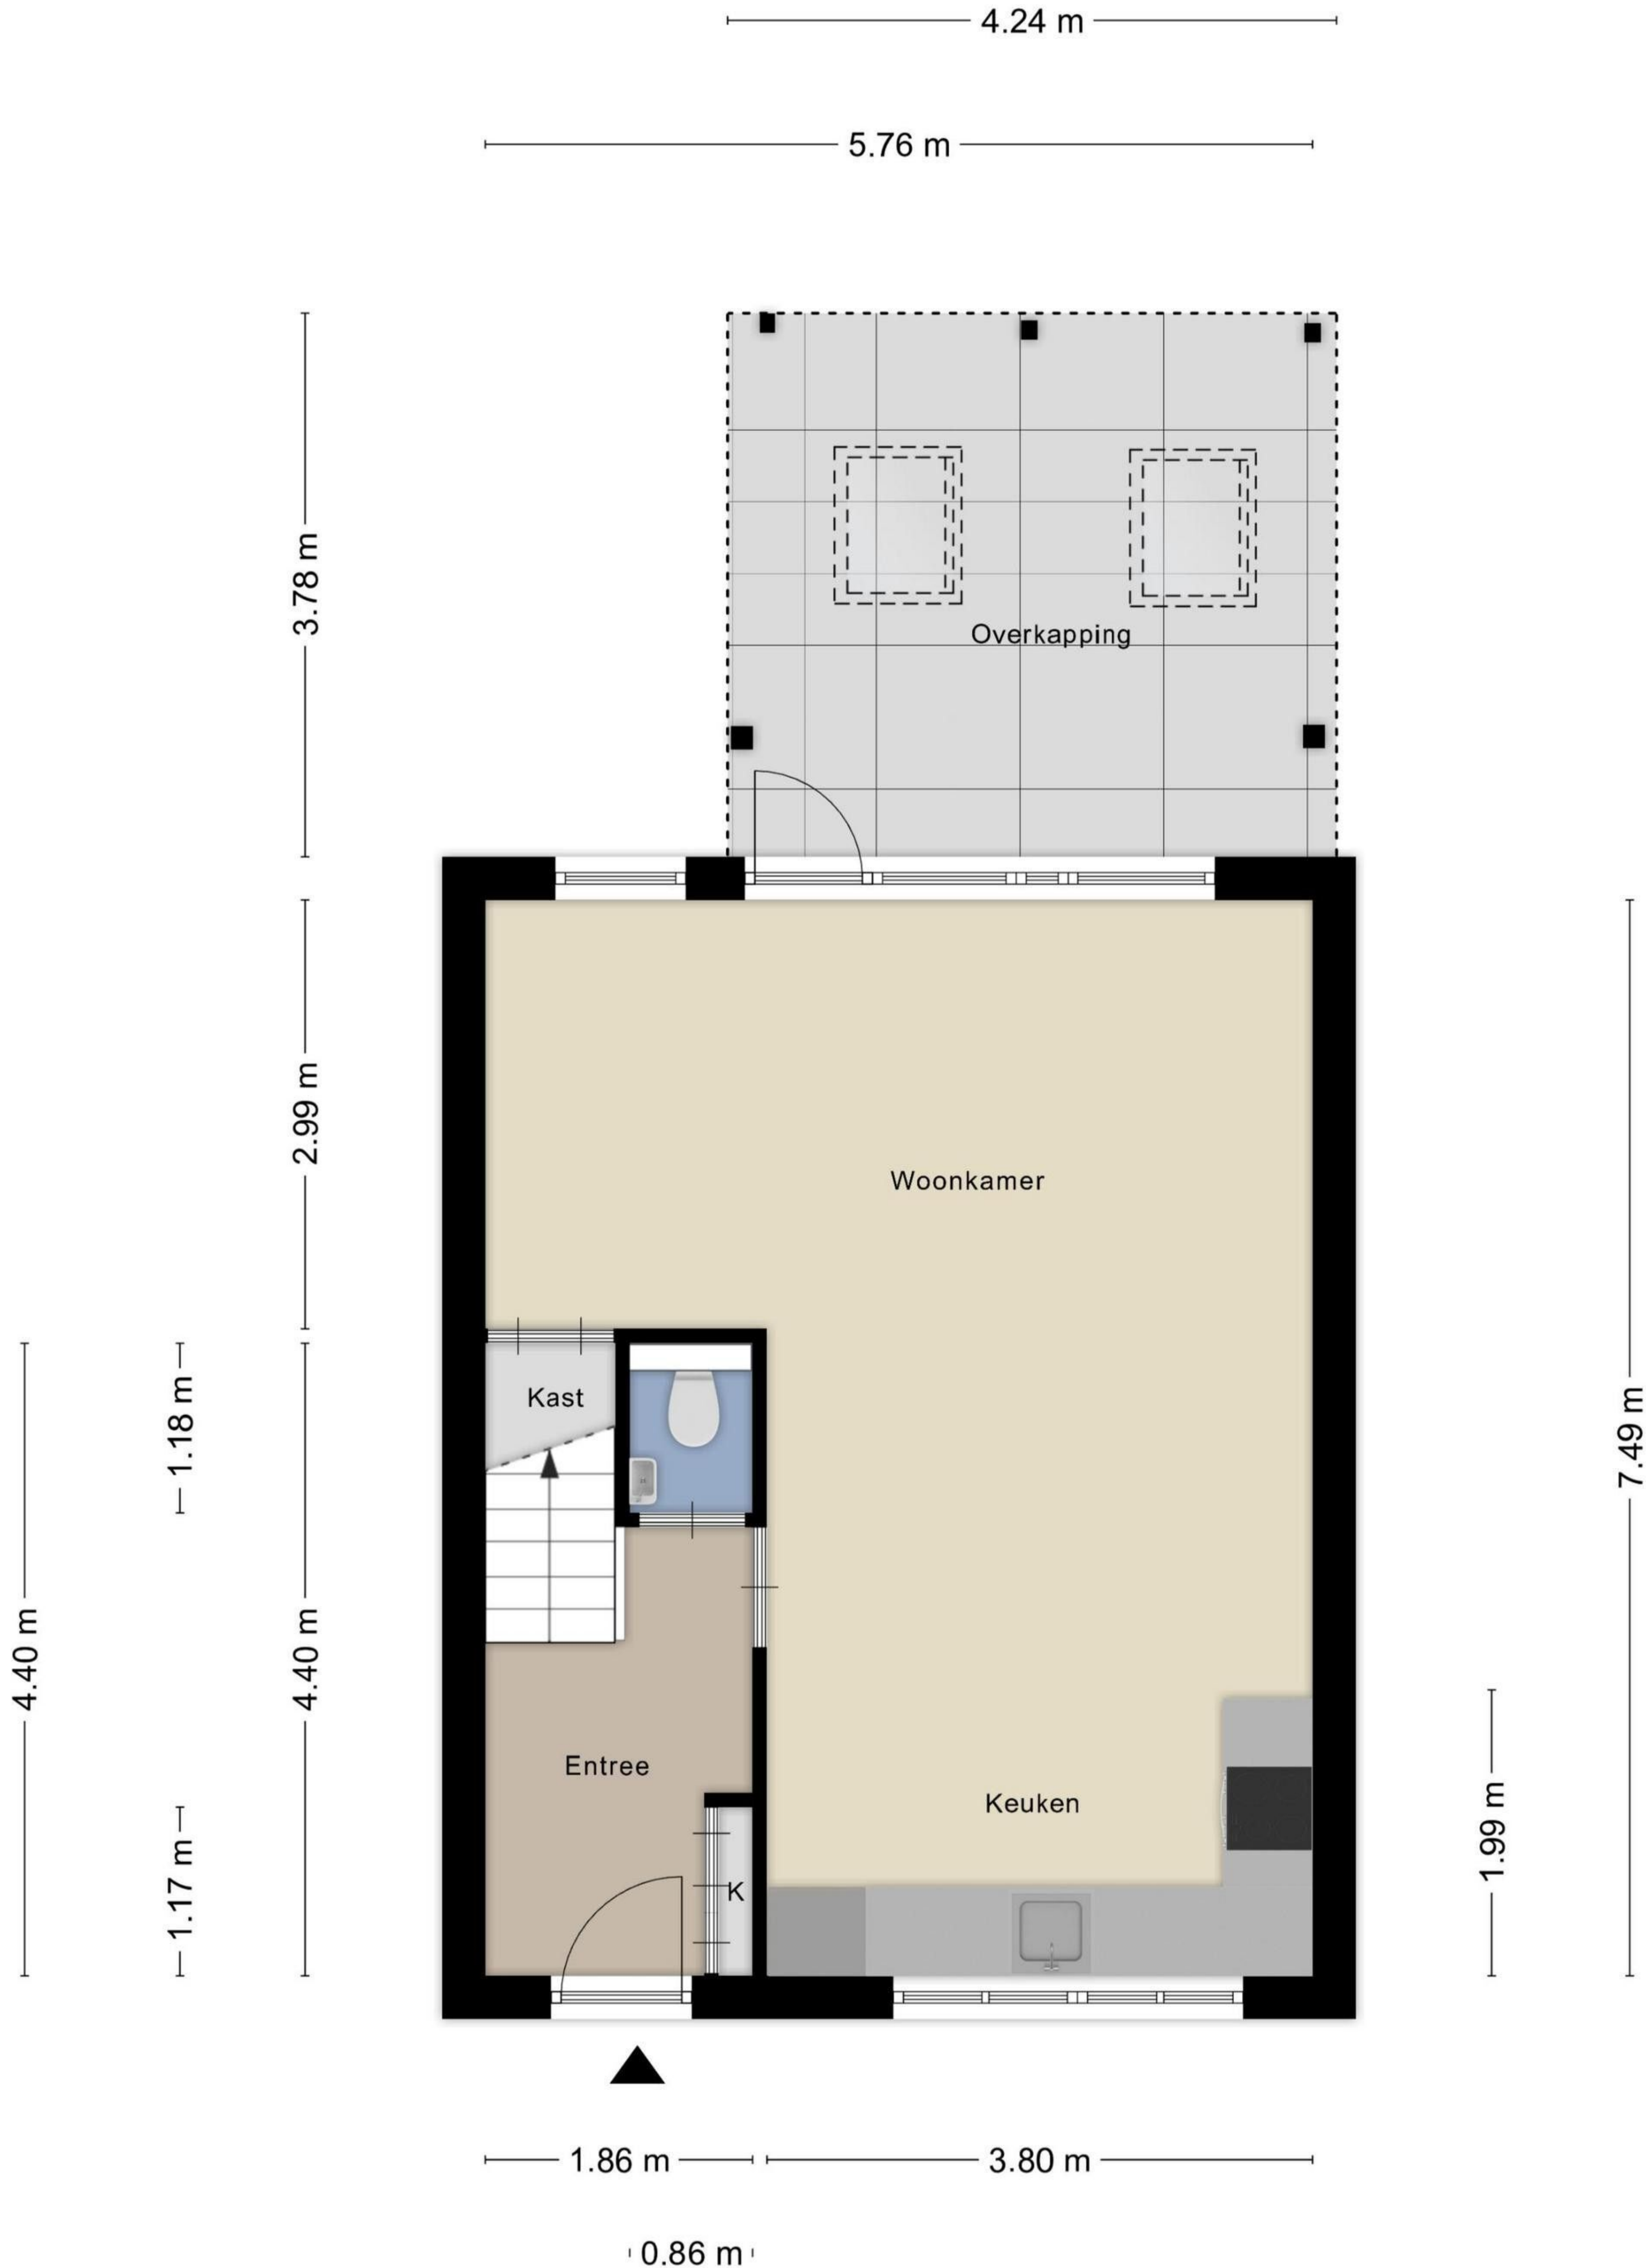 4.24 m
5.76 m
3.78 m
Overkapping
2.99 m
Woonkamer
Kast
1.18 m
7.49 m
4.40 m
4.40 m
Entree
Keuken
1.99 m
1.17 m
K
1.86 m
3.80 m
0.86 m